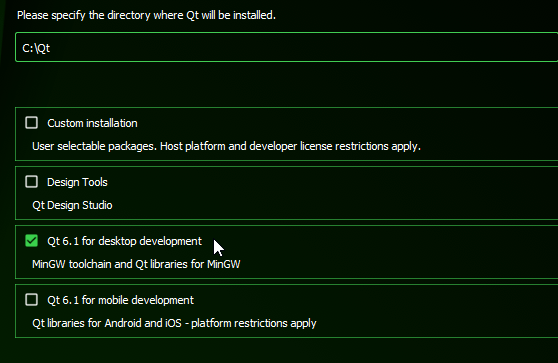 Please specify the directory where Qt will be installed.
C:\Qt
Custom installation
User selectable packages. Host platform and developer license restrictions apply.
Design Tools
Qt Design Studio
Qt 6.1 for desktop development
MinGW toolchain and Qt libraries for MinGW
Qt 6.1 for mobile development
Qt libraries for Android and iOS - platform restrictions apply